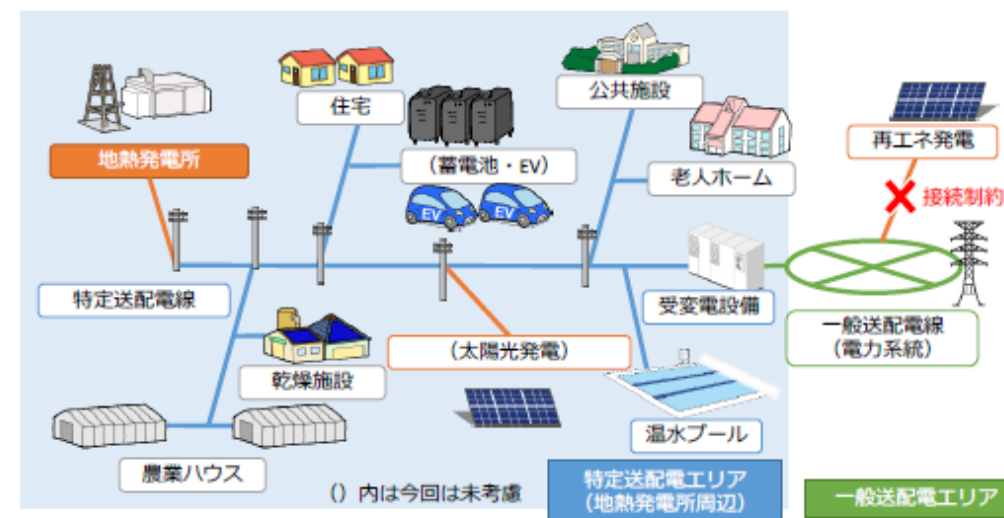 住宅
公共施設
再エネ発電
地熱発電所
(蓄電池・EV)
老人ホーム
接続制約
EV
EV
特定送配電線
受変電設備
一般送配電線
(電力系統)
乾燥施設
(太陽光発電)
温水プール
農業ハウス
()内は今回は未考慮
特定送配電エリア
(地熱発電所周辺)
一般送配電エリア